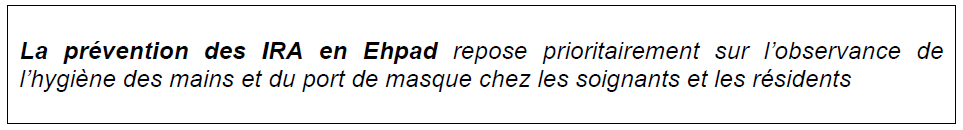 La prévention des IRA en Ehpad repose prioritairement sur l’observance de
l’hygiène des mains et du port de masque chez les soignants et les résidents